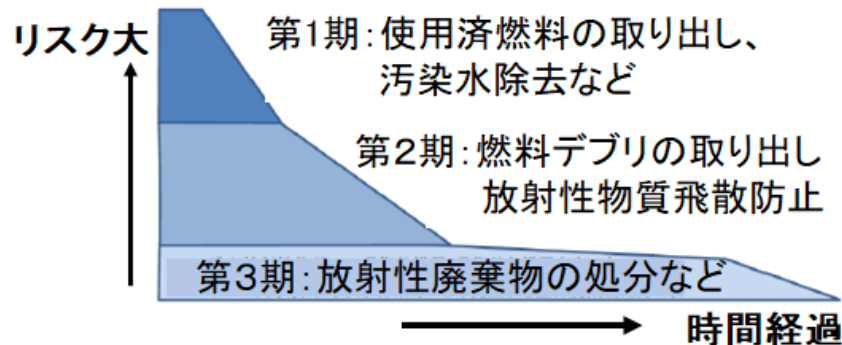 リスク大
第1期：使用済燃料の取り出し、
汚染水除去など
第２期：燃料デブリの取り出し
放射性物質飛散防止
第３期：放射性廃棄物の処分など
時間経過